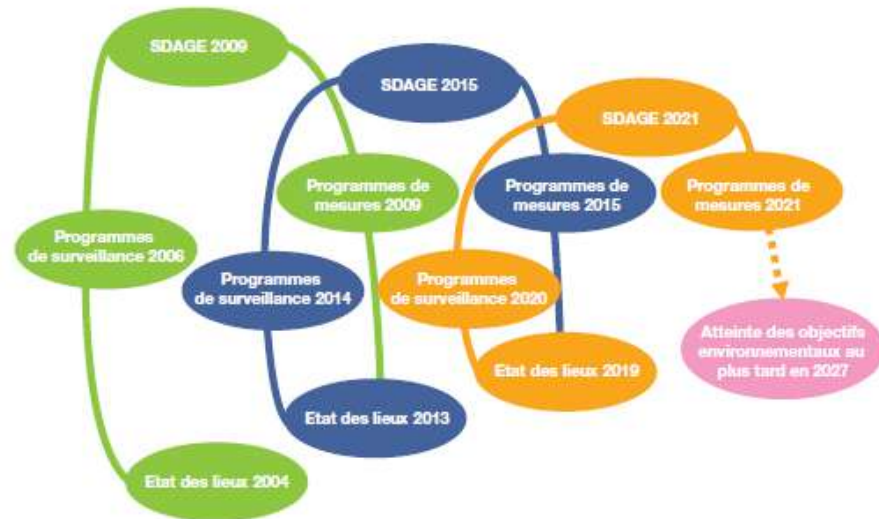 SDAGE 2009
SDAGE 2015
SDAGE 2021
Programmes de
mesures 2009
Programmes de
mesures 2015
Programmes de
mesures 2021
Programmes
de surveillance 2006
Programmes
de surveillance 2014
Programmes
de surveillance 2020
Atteinte des objectifs
environnementaux au
plus tard en 2027
Etat des lieux 2019
Etat des lieux 2013
Etat des lieux 2004